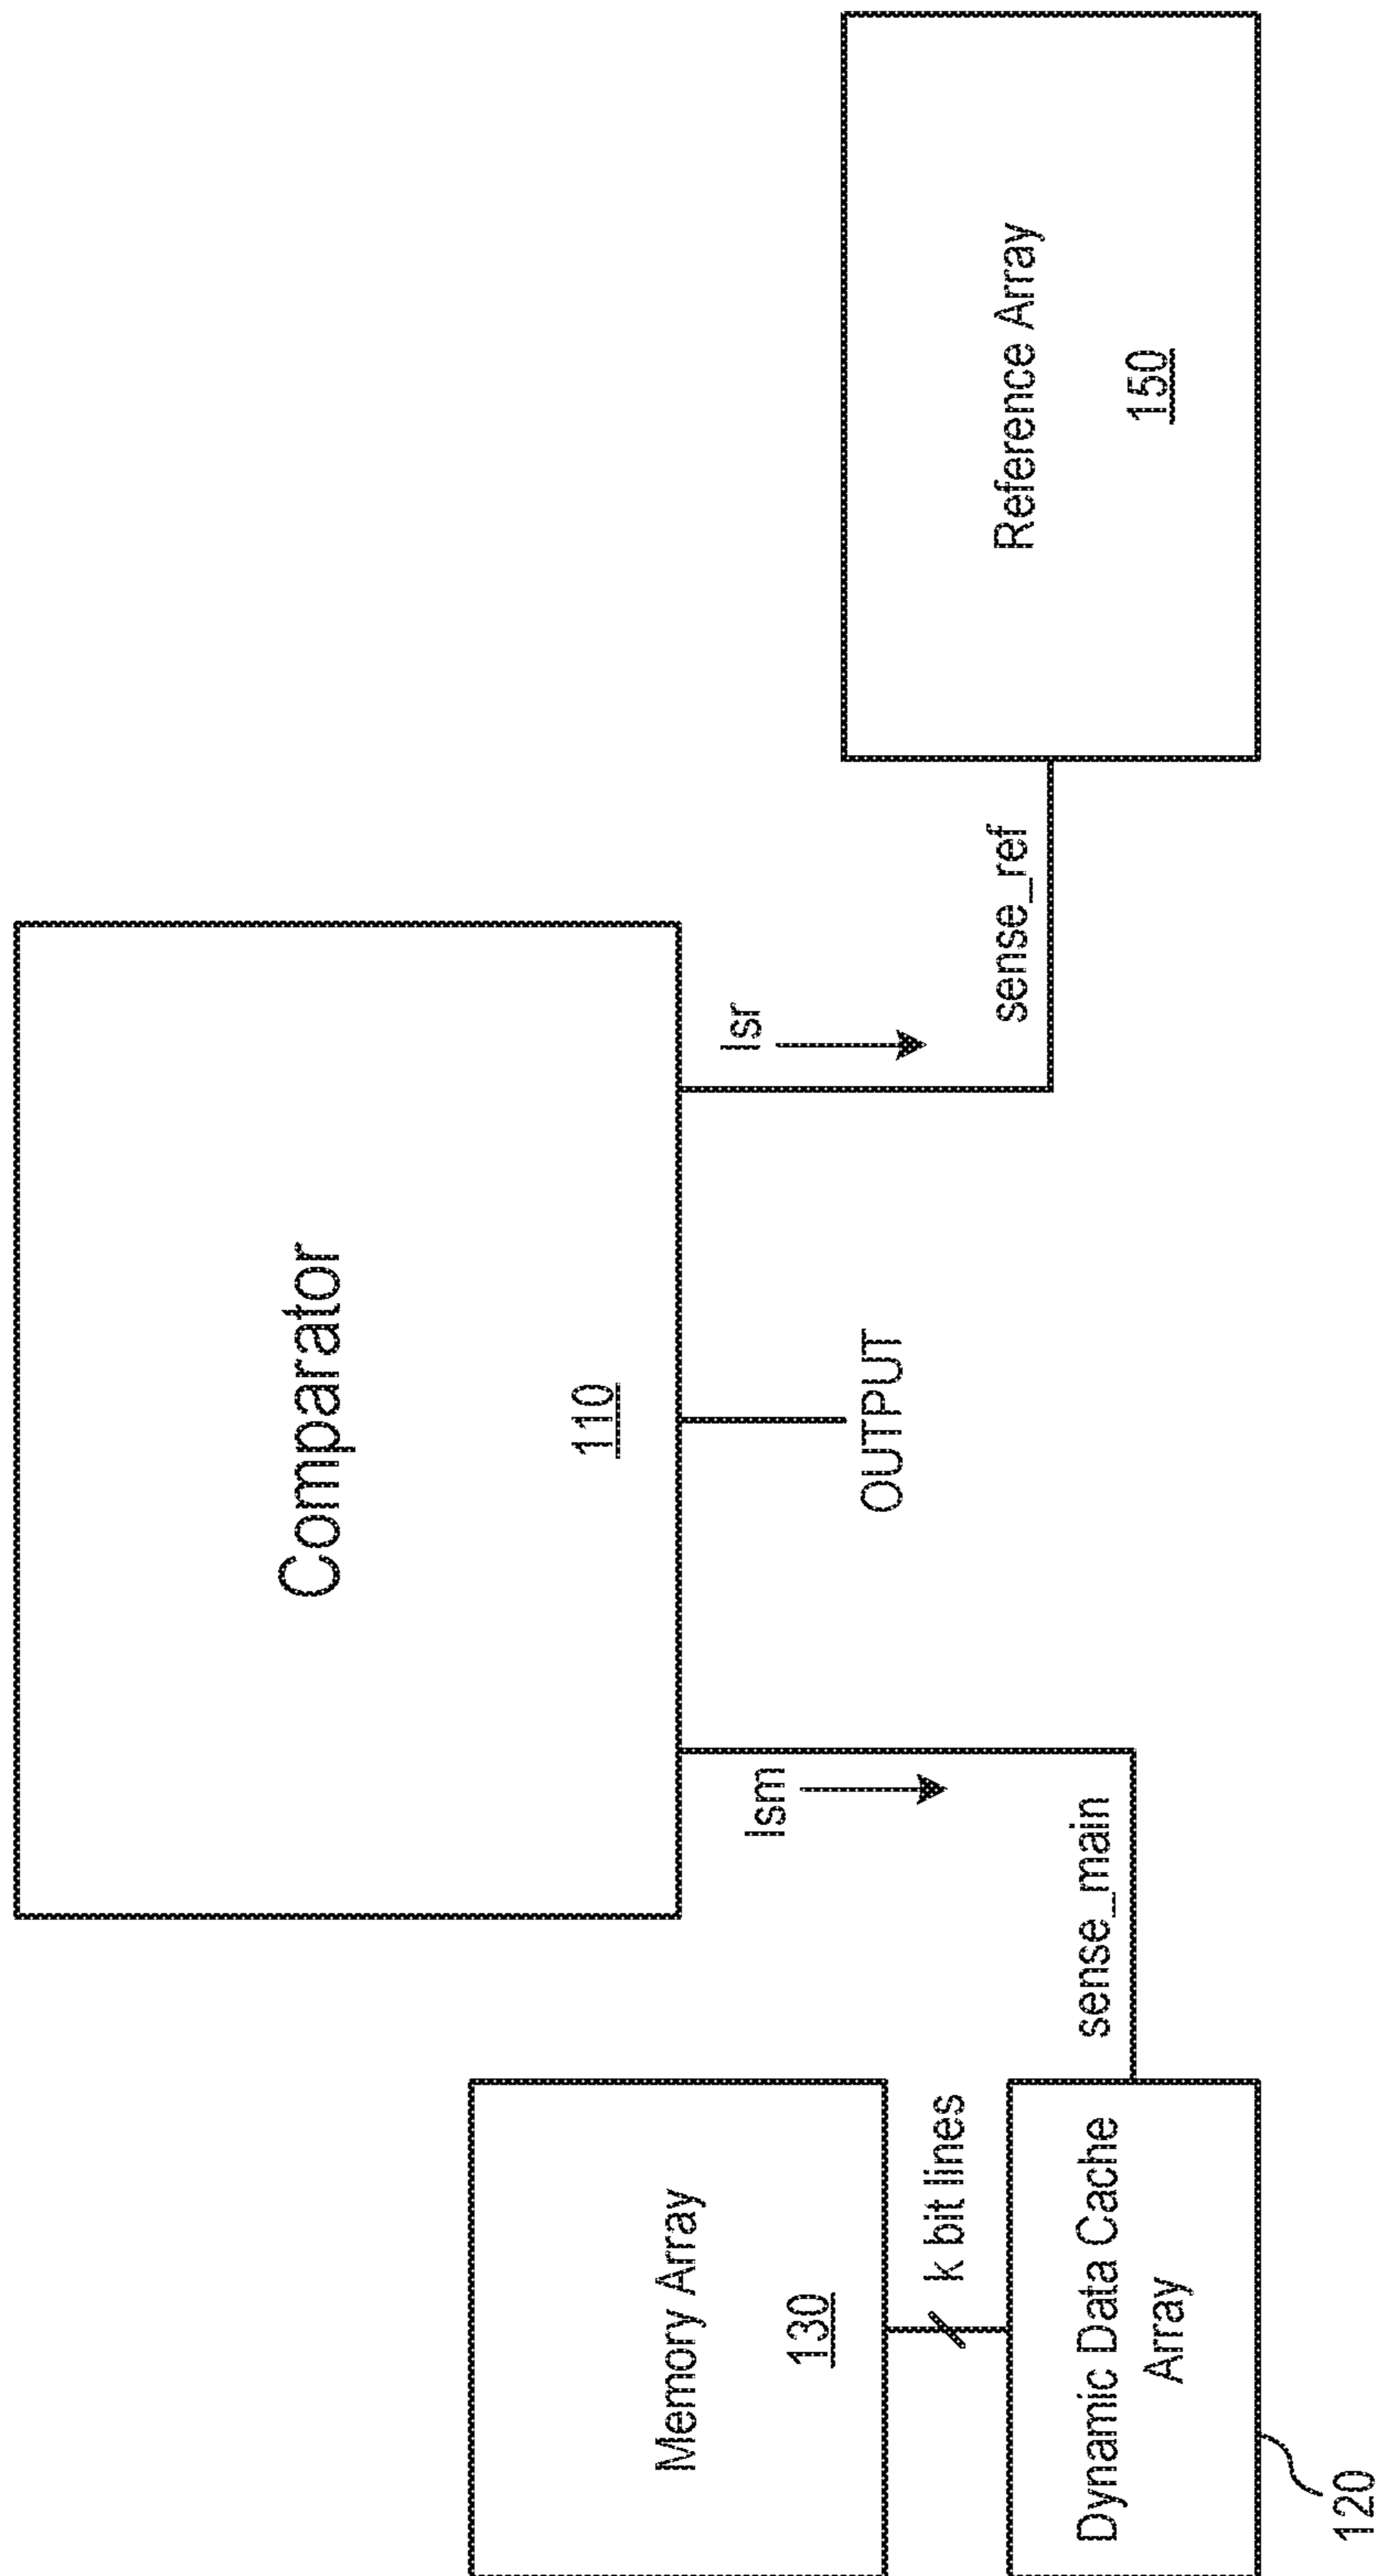 Comparator
110
Memory Array
130
Ism
Isr
OUTPUT
k bit lines
sense_main
sense_ref
Reference Array
150
Dynamic Data Cache
Array
120